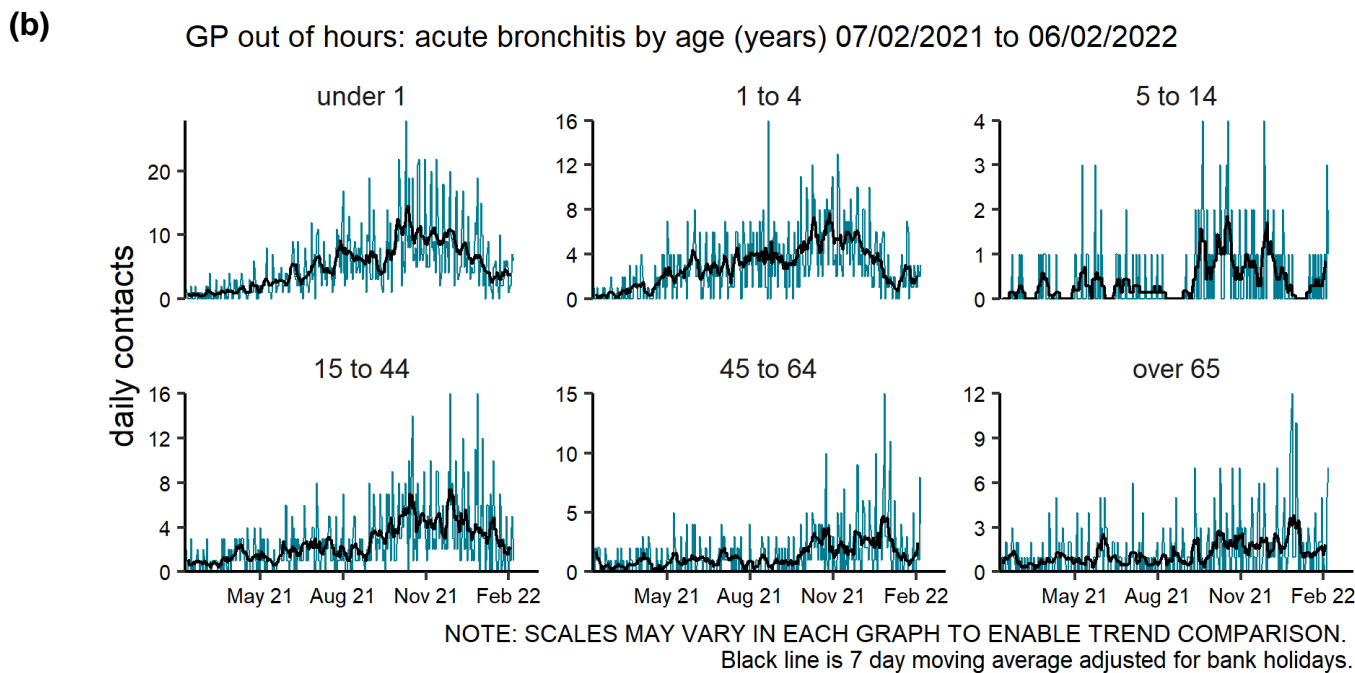 (b)
GP out of hours: acute bronchitis by age (years) 07/02/2021 to 06/02/2022
daily contacts
under 1
20
10
0
1 to 4
16
12
8
4
0
5 to 14
4
3
2
1
0
15 to 44
16
12
8
4
0
May 21 Aug 21 Nov 21 Feb 22
45 to 64
15
10
5
0
May 21 Aug 21 Nov 21 Feb 22
over 65
12
9
6
3
0
May 21 Aug 21 Nov 21 Feb 22
NOTE: SCALES MAY VARY IN EACH GRAPH TO ENABLE TREND COMPARISON.
Black line is 7 day moving average adjusted for bank holidays.